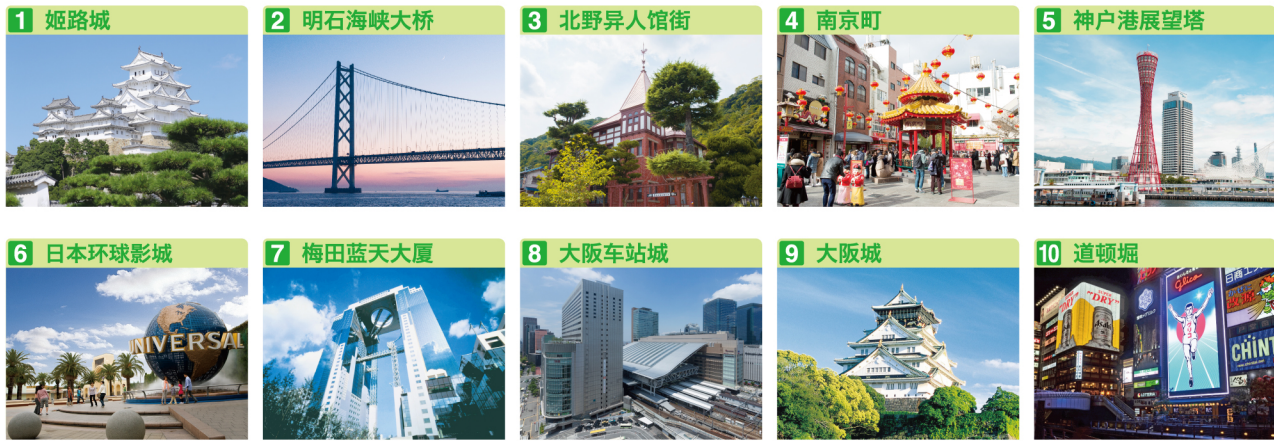 1 姬路城
2 明石海峡大桥
3 北野异人馆街
4 南京町
5 神户港展望塔
6 日本环球影城
7 梅田蓝天大厦
8 大阪车站城
9 大阪城
10 道顿堀
NIVERSAL
DRY
Asahi
Glico
CHINT